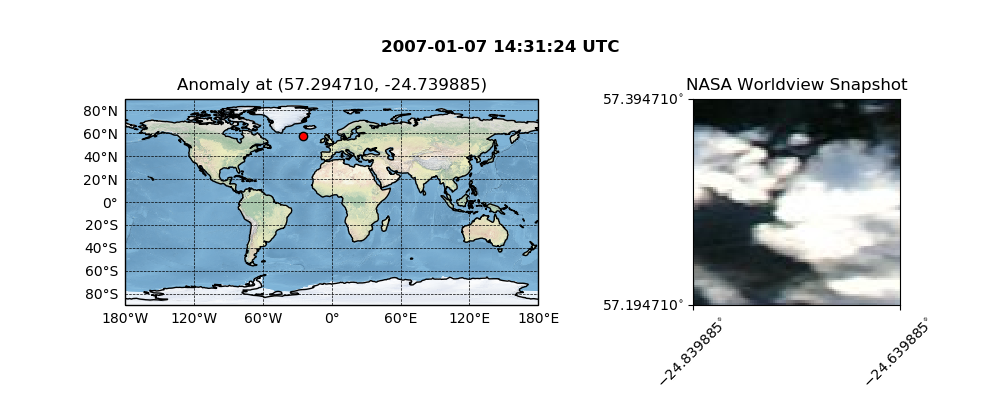 2007-01-07 14:31:24 UTC
Anomaly at (57.294710, -24.739885)
80°N
60°N
40°N
20°N
0°
20°S
40°S
60°S
80°S
180°W 120°W 60°W 0° 60°E 120°E 180°E
NASA Worldview Snapshot
57.394710°
57.194710°
−24.839885°
−24.639885°